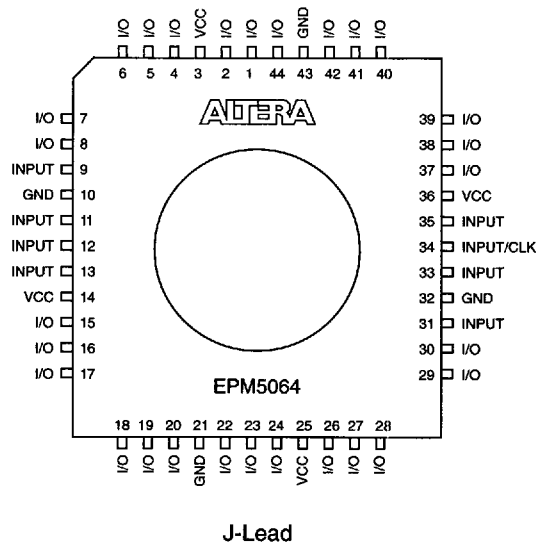 I/O I/O I/O VCC I/O I/O I/O GND I/O I/O I/O
6 5 4 3 2 1 44 43 42 41 40
ALTERA
I/O 7
I/O 8
INPUT 9
GND 10
INPUT 11
INPUT 12
INPUT 13
VCC 14
I/O 15
I/O 16
I/O 17
39 I/O
38 I/O
37 I/O
36 VCC
35 INPUT
34 INPUT/CLK
33 INPUT
32 GND
31 INPUT
30 I/O
29 I/O
EPM5064
18 19 20 21 22 23 24 25 26 27 28
I/O I/O I/O GND I/O I/O I/O VCC I/O I/O I/O
J-Lead